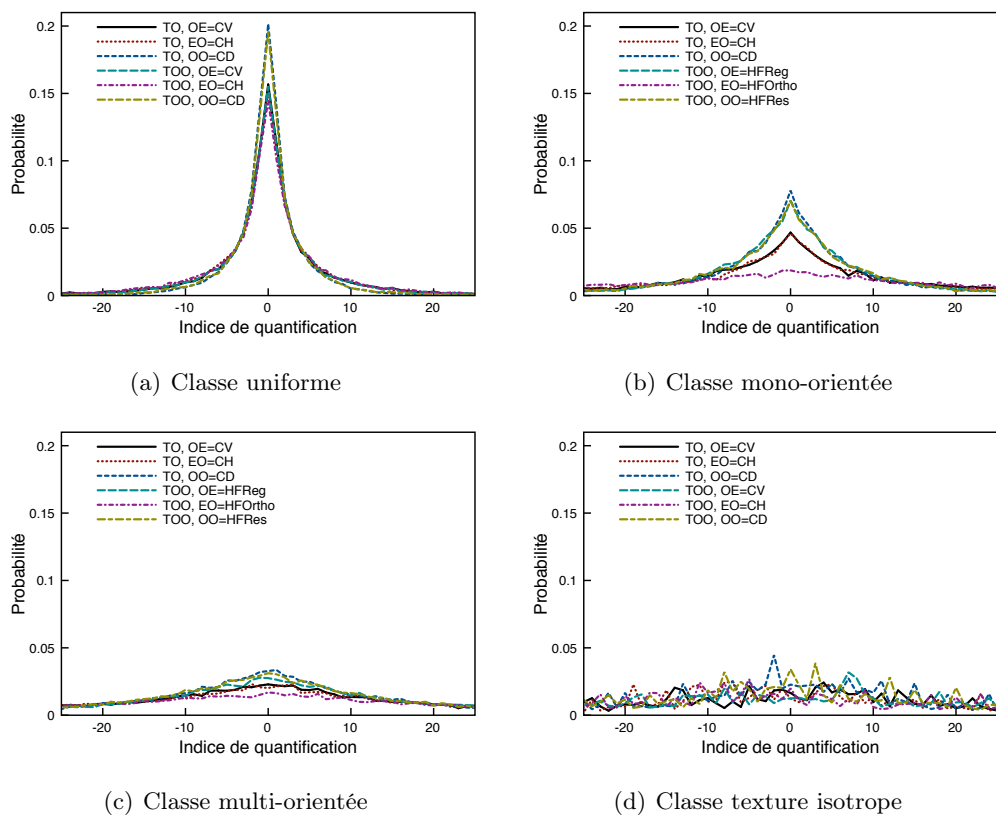 0.2
0.15
0.1
0.05
0
Probabilité
-20 -10 0 10 20
Indice de quantification
TO, OE=CV
TO, EO=CH
TO, OO=CD
TOO, OE=CV
TOO, EO=CH
TOO, OO=CD
(a) Classe uniforme
0.2
0.15
0.1
0.05
0
Probabilité
-20 -10 0 10 20
Indice de quantification
TO, OE=CV
TO, EO=CH
TO, OO=CD
TOO, OE=HFReg
TOO, EO=HFOrtho
TOO, OO=HFRes
(b) Classe mono-orientée
0.2
0.15
0.1
0.05
0
Probabilité
-20 -10 0 10 20
Indice de quantification
TO, OE=CV
TO, EO=CH
TO, OO=CD
TOO, OE=HFReg
TOO, EO=HFOrtho
TOO, OO=HFRes
(c) Classe multi-orientée
0.2
0.15
0.1
0.05
0
Probabilité
-20 -10 0 10 20
Indice de quantification
TO, OE=CV
TO, EO=CH
TO, OO=CD
TOO, OE=CV
TOO, EO=CH
TOO, OO=CD
(d) Classe texture isotrope